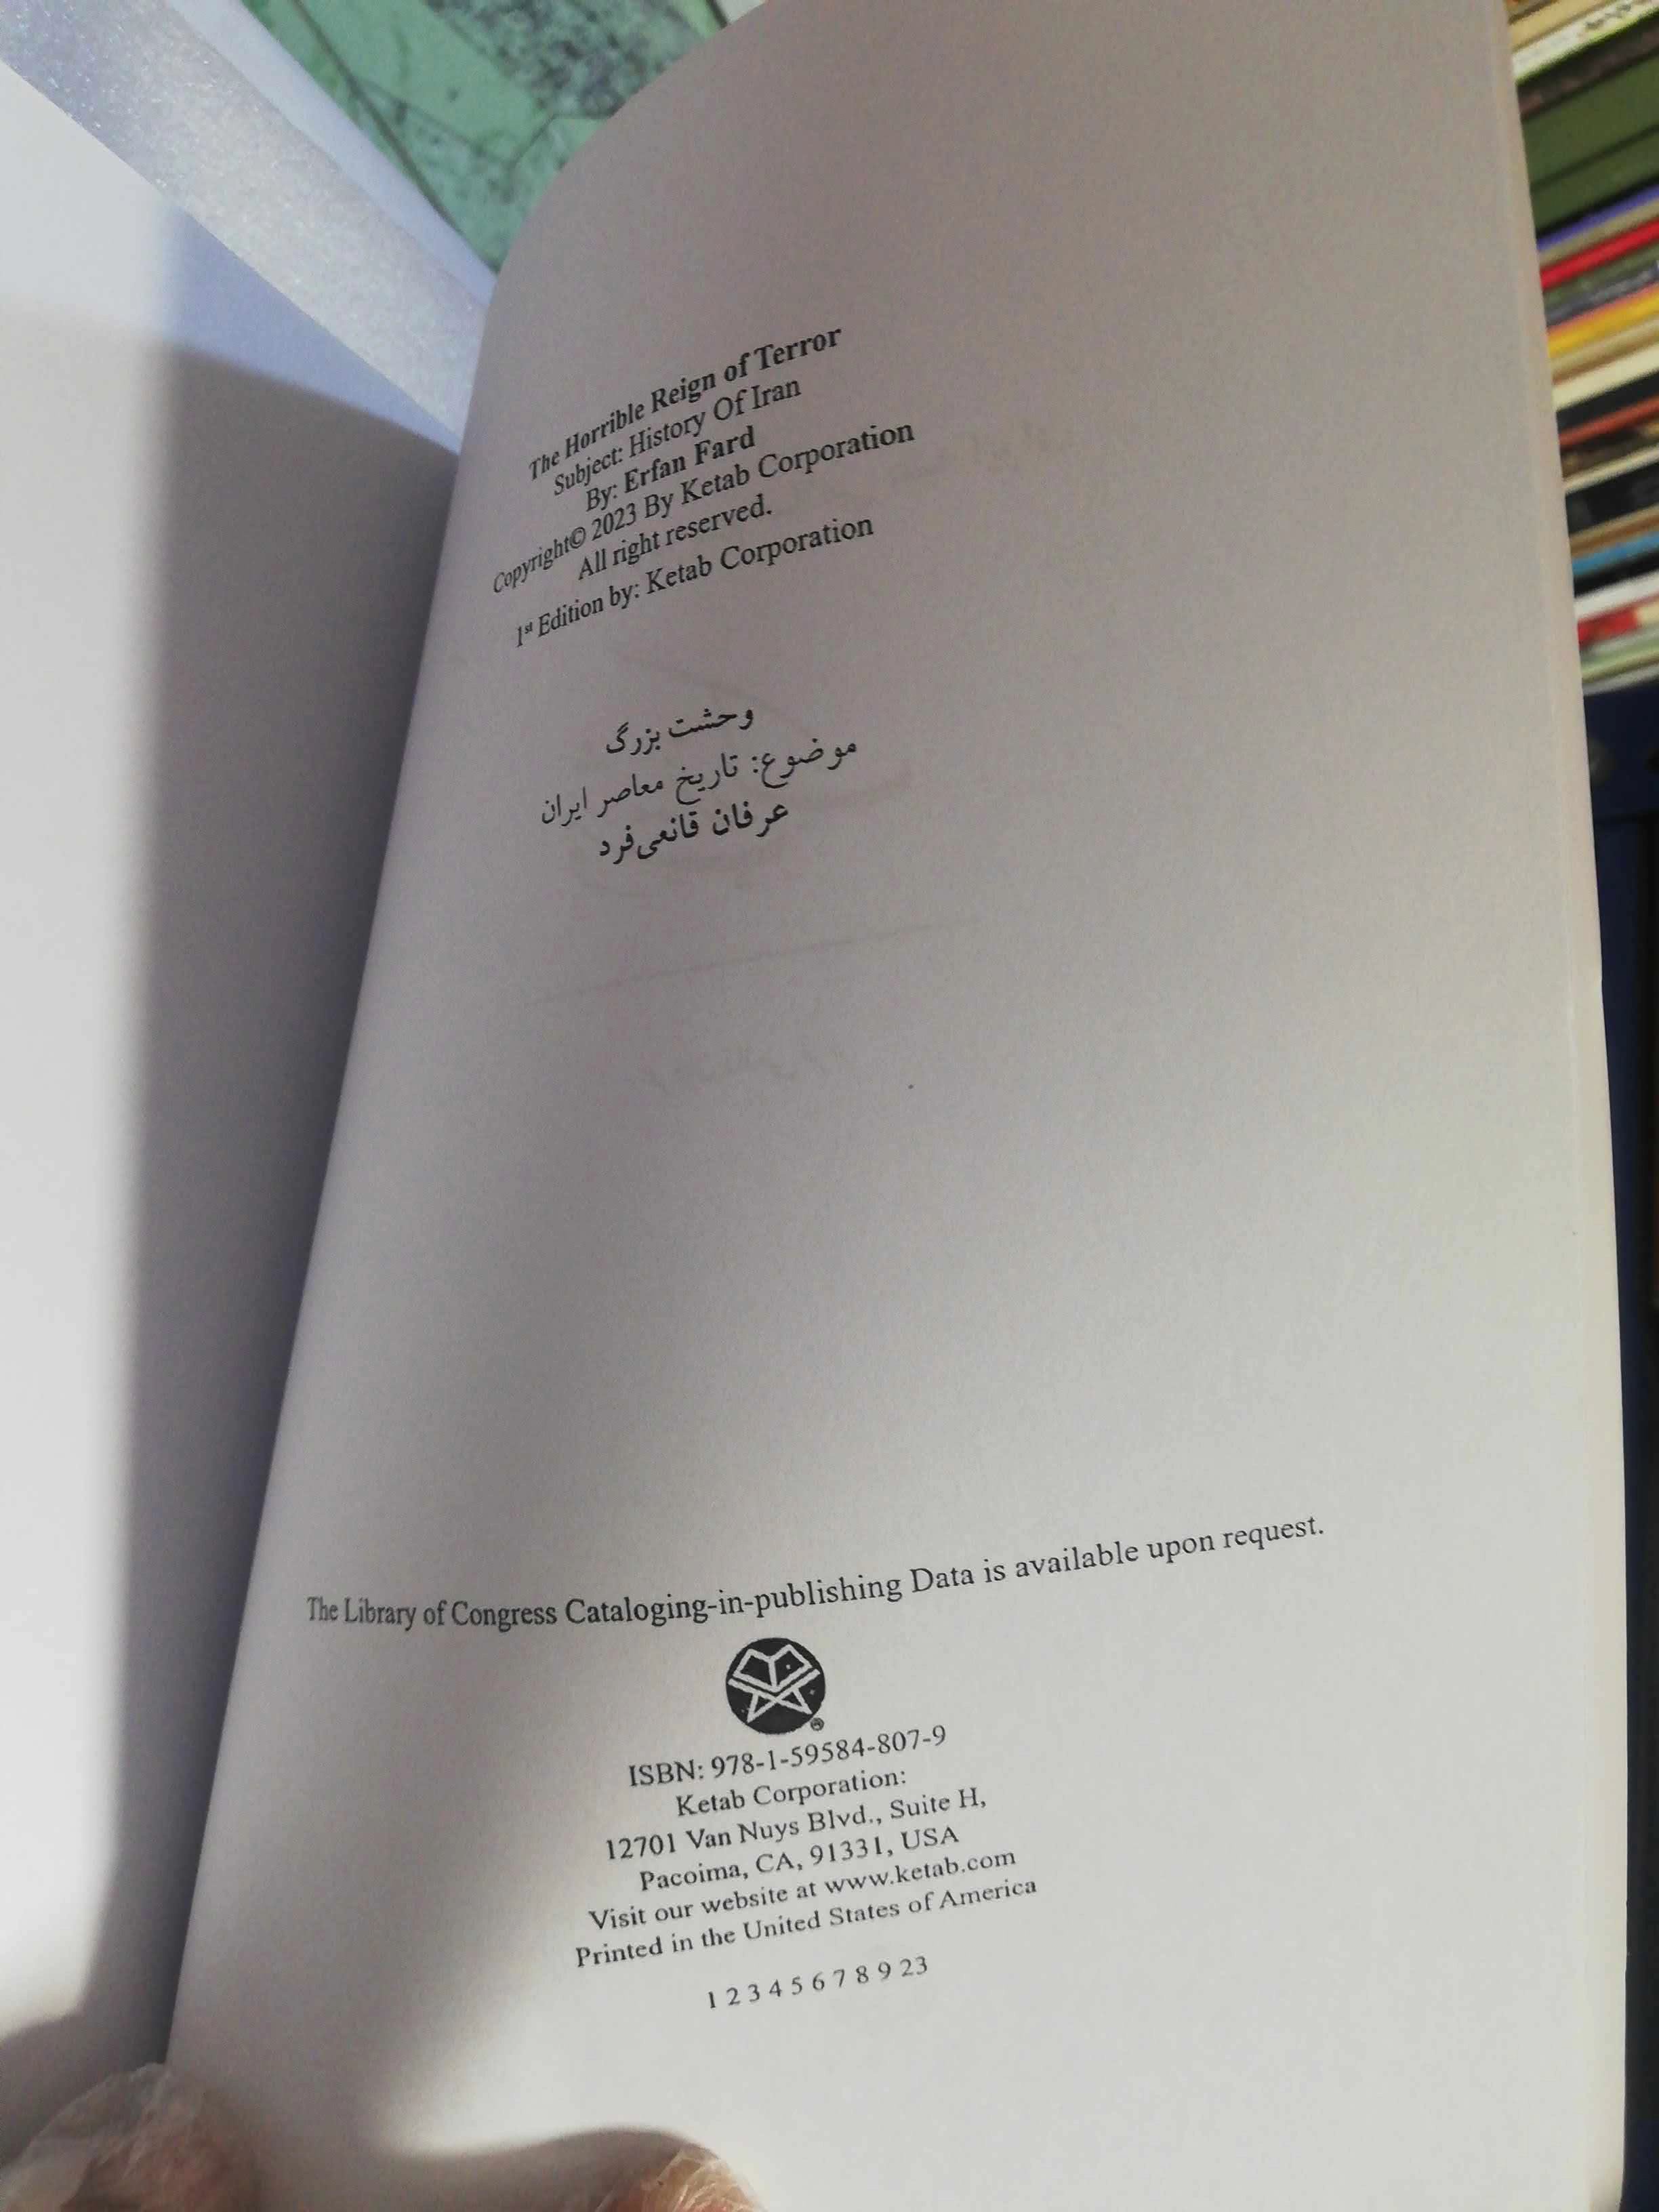 The Horrible Reign of Terror
Subject: History Of Iran
By: Erfan Fard
Copyright© 2023 By Ketab Corporation
All right reserved.
1st Edition by: Ketab Corporation
وحشت بزرگ
موضوع: تاریخ معاصر ایران
عرفان قانعی‌فرد
The Library of Congress Cataloging-in-publishing Data is available upon request.
®
ISBN: 978-1-59584-807-9
Ketab Corporation:
12701 Van Nuys Blvd., Suite H,
Pacoima, CA, 91331, USA
Visit our website at www.ketab.com
Printed in the United States of America
1 2 3 4 5 6 7 8 9 23